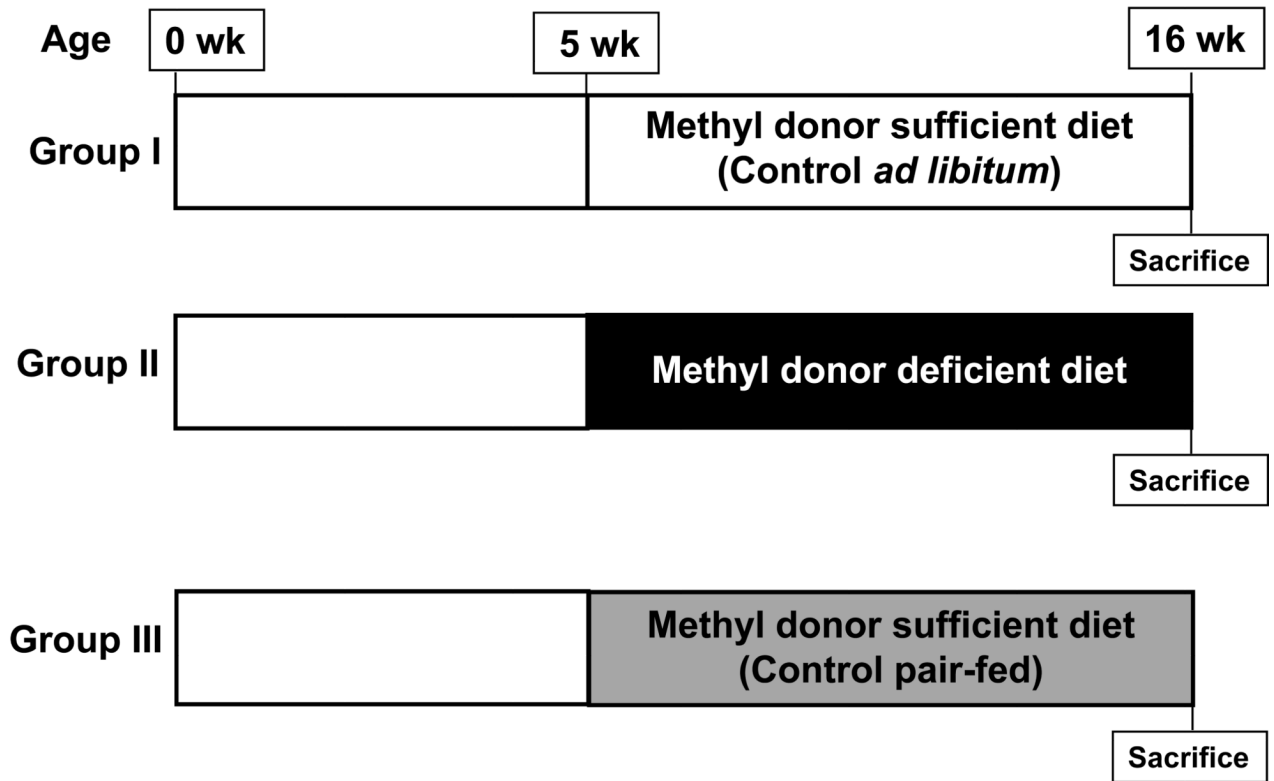 Age 0 wk 5 wk 16 wk
Group I
Methyl donor sufficient diet
(Control ad libitum)
Sacrifice
Group II
Methyl donor deficient diet
Sacrifice
Group III
Methyl donor sufficient diet
(Control pair-fed)
Sacrifice